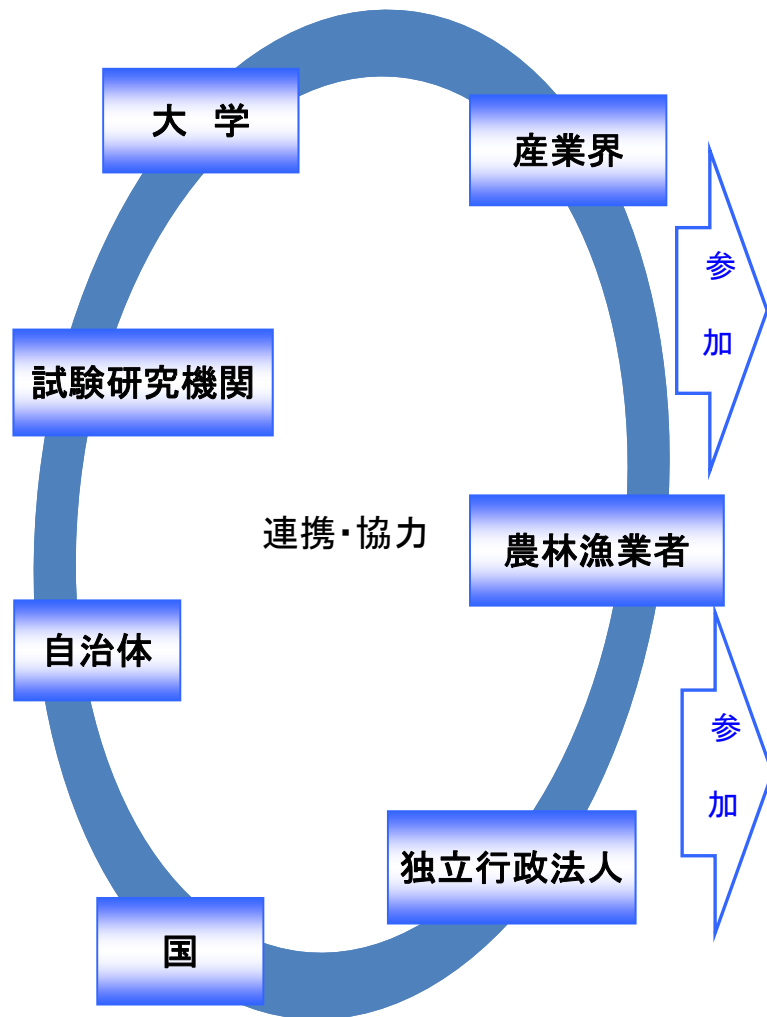 大　学
産業界
参
加
試験研究機関
連携・協力
農林漁業者
自治体
参
加
独立行政法人
国